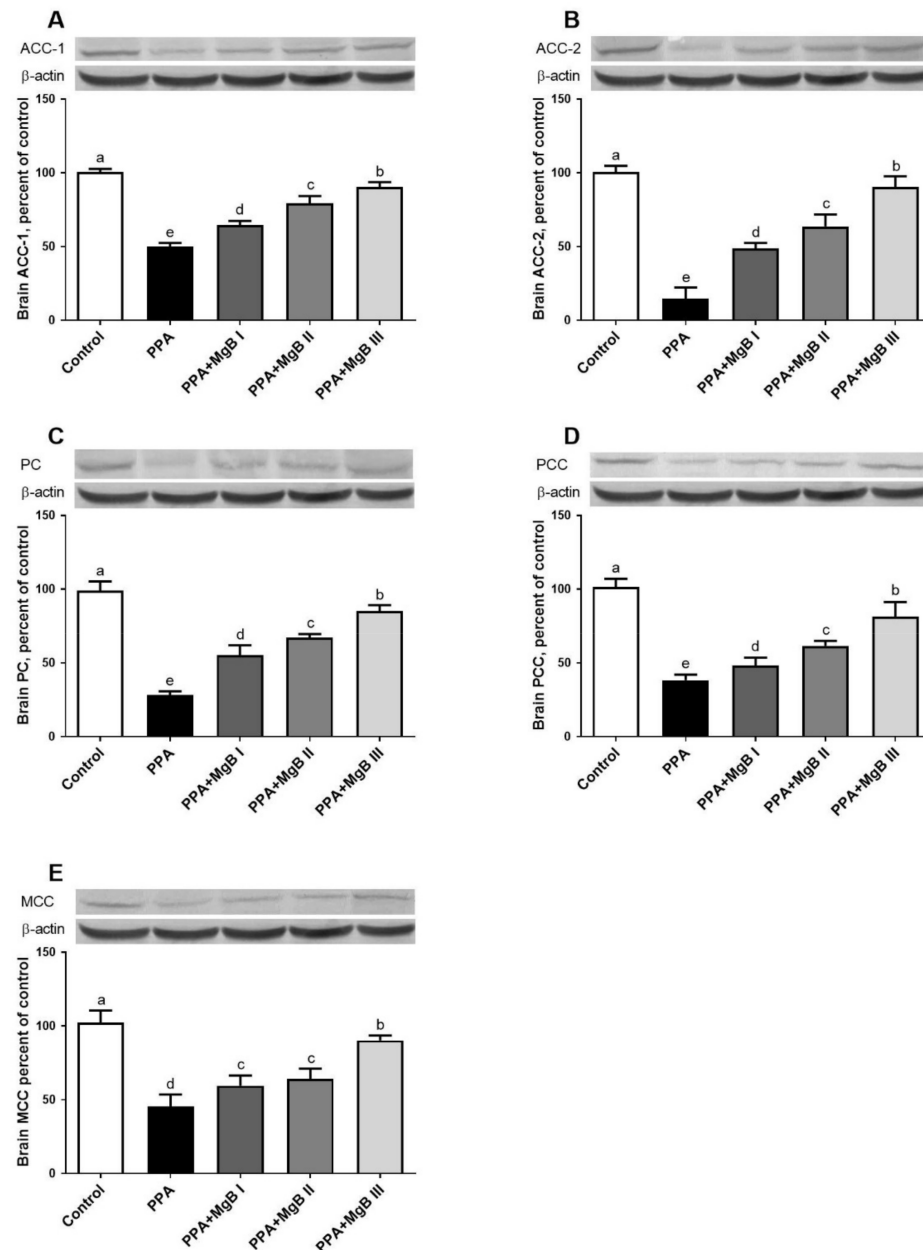 A
ACC-1
β-actin
150
100
50
0
Brain ACC-1, percent of control
a
e
d
c
b
Control
PPA
PPA+MgB I
PPA+MgB II
PPA+MgB III
B
ACC-2
β-actin
150
100
50
0
Brain ACC-2, percent of control
a
e
d
c
b
Control
PPA
PPA+MgB I
PPA+MgB II
PPA+MgB III
C
PC
β-actin
150
100
50
0
Brain PC, percent of control
a
e
d
c
b
Control
PPA
PPA+MgB I
PPA+MgB II
PPA+MgB III
D
PCC
β-actin
150
100
50
0
Brain PCC, percent of control
a
e
d
c
b
Control
PPA
PPA+MgB I
PPA+MgB II
PPA+MgB III
E
MCC
β-actin
150
100
50
0
Brain MCC percent of control
a
d
c
c
b
Control
PPA
PPA+MgB I
PPA+MgB II
PPA+MgB III